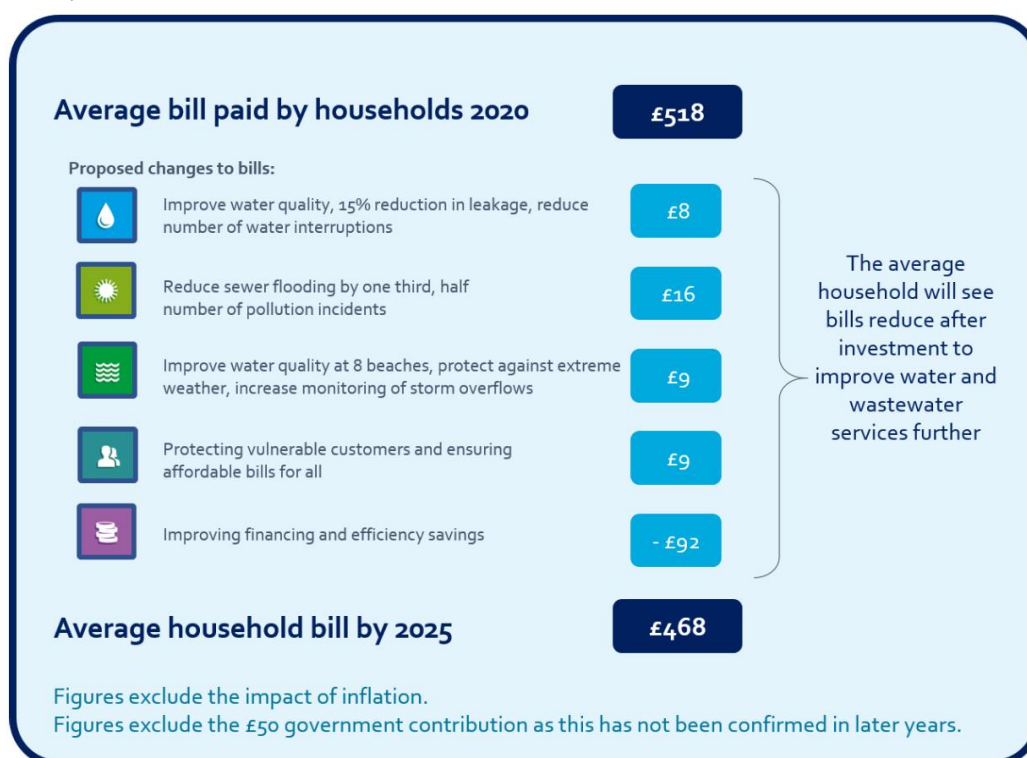 Average bill paid by households 2020
£518
Proposed changes to bills:
Improve water quality, 15% reduction in leakage, reduce
number of water interruptions
£8
Reduce sewer flooding by one third, half
number of pollution incidents
£16
Improve water quality at 8 beaches, protect against extreme
weather, increase monitoring of storm overflows
£9
Protecting vulnerable customers and ensuring
affordable bills for all
£9
Improving financing and efficiency savings
- £92
The average
household will see
bills reduce after
investment to
improve water and
wastewater
services further
Average household bill by 2025
£468
Figures exclude the impact of inflation.
Figures exclude the £50 government contribution as this has not been confirmed in later years.